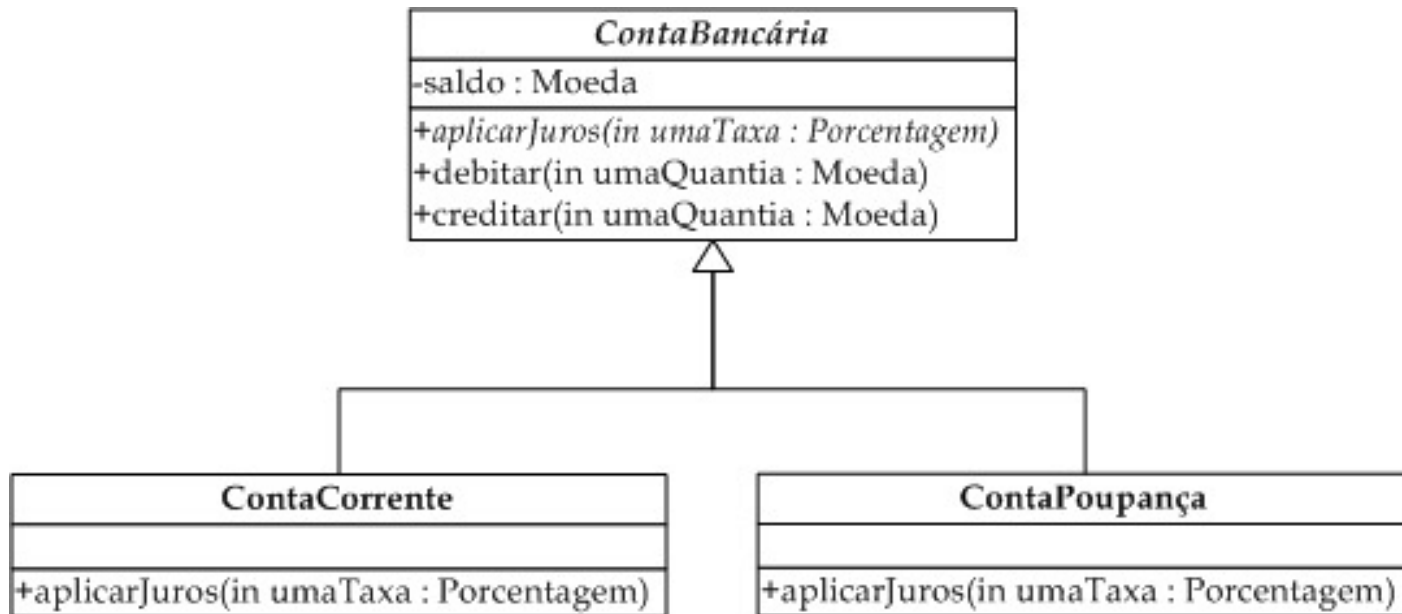 ContaBancária
-saldo : Moeda
+aplicarJuros(in umaTaxa : Porcentagem)
+debitar(in umaQuantia : Moeda)
+creditar(in umaQuantia : Moeda)
ContaCorrente
+aplicarJuros(in umaTaxa : Porcentagem)
ContaPoupança
+aplicarJuros(in umaTaxa : Porcentagem)